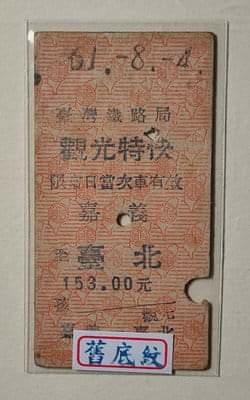 61.-8.-4.
臺灣鐵路局
觀光特快
限當日當次車有效
嘉義
至臺北
153.00元
舊底紋